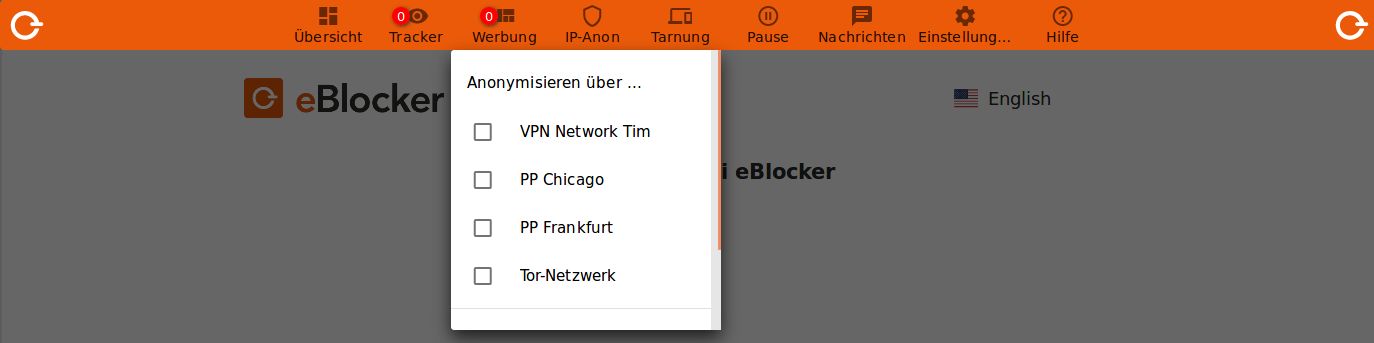 Übersicht
0 Tracker
0 Werbung
IP-Anon
Tarnung
Pause
Nachrichten
Einstellung...
Hilfe
eBlocker
English
i eBlocker
Anonymisieren über ...
VPN Network Tim
PP Chicago
PP Frankfurt
Tor-Netzwerk